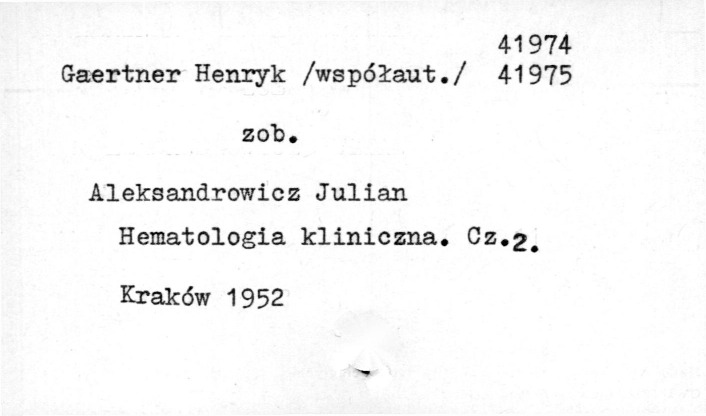 41974
Gaertner Henryk /współaut./ 41975
zob.
Aleksandrowicz Julian
Hematologia kliniczna. Cz.2.
Kraków 1952